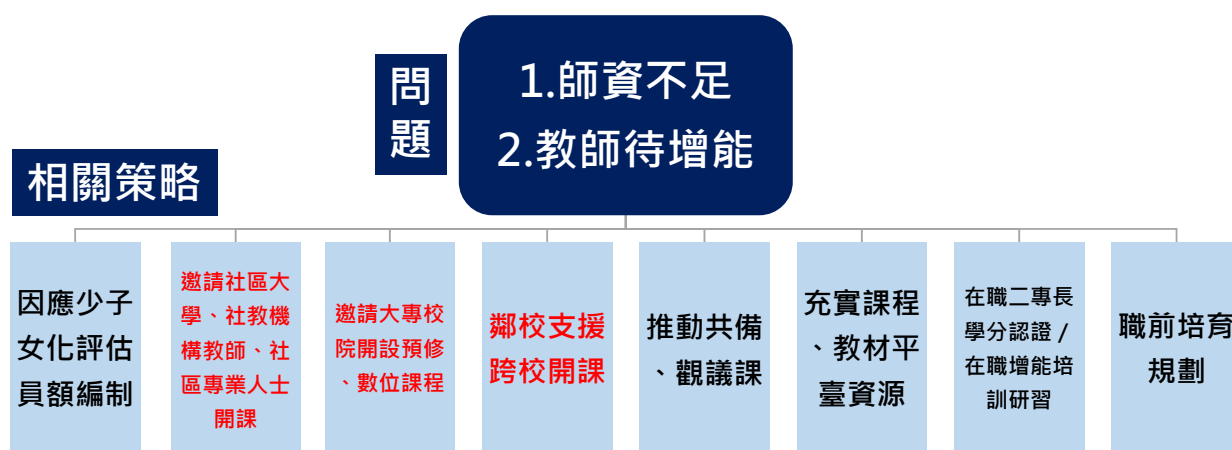 問
題
1.師資不足
2.教師待增能
相關策略
因應少子
女化評估
員額編制
邀請社區大
學、社教機
構教師、社
區專業人士
開課
邀請大專校
院開設預修
、數位課程
鄰校支援
跨校開課
推動共備
、觀議課
充實課程
、教材平
臺資源
在職二專長
學分認證 /
在職增能培
訓研習
職前培育
規劃